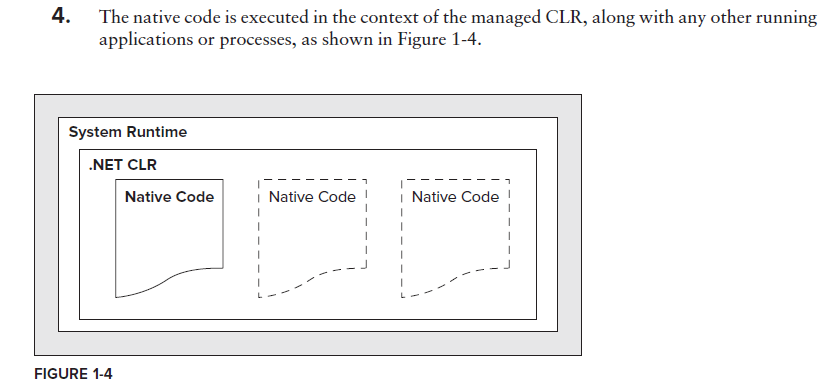 4. The native code is executed in the context of the managed CLR, along with any other running
applications or processes, as shown in Figure 1-4.
System Runtime
.NET CLR
Native Code
Native Code
Native Code
FIGURE 1-4